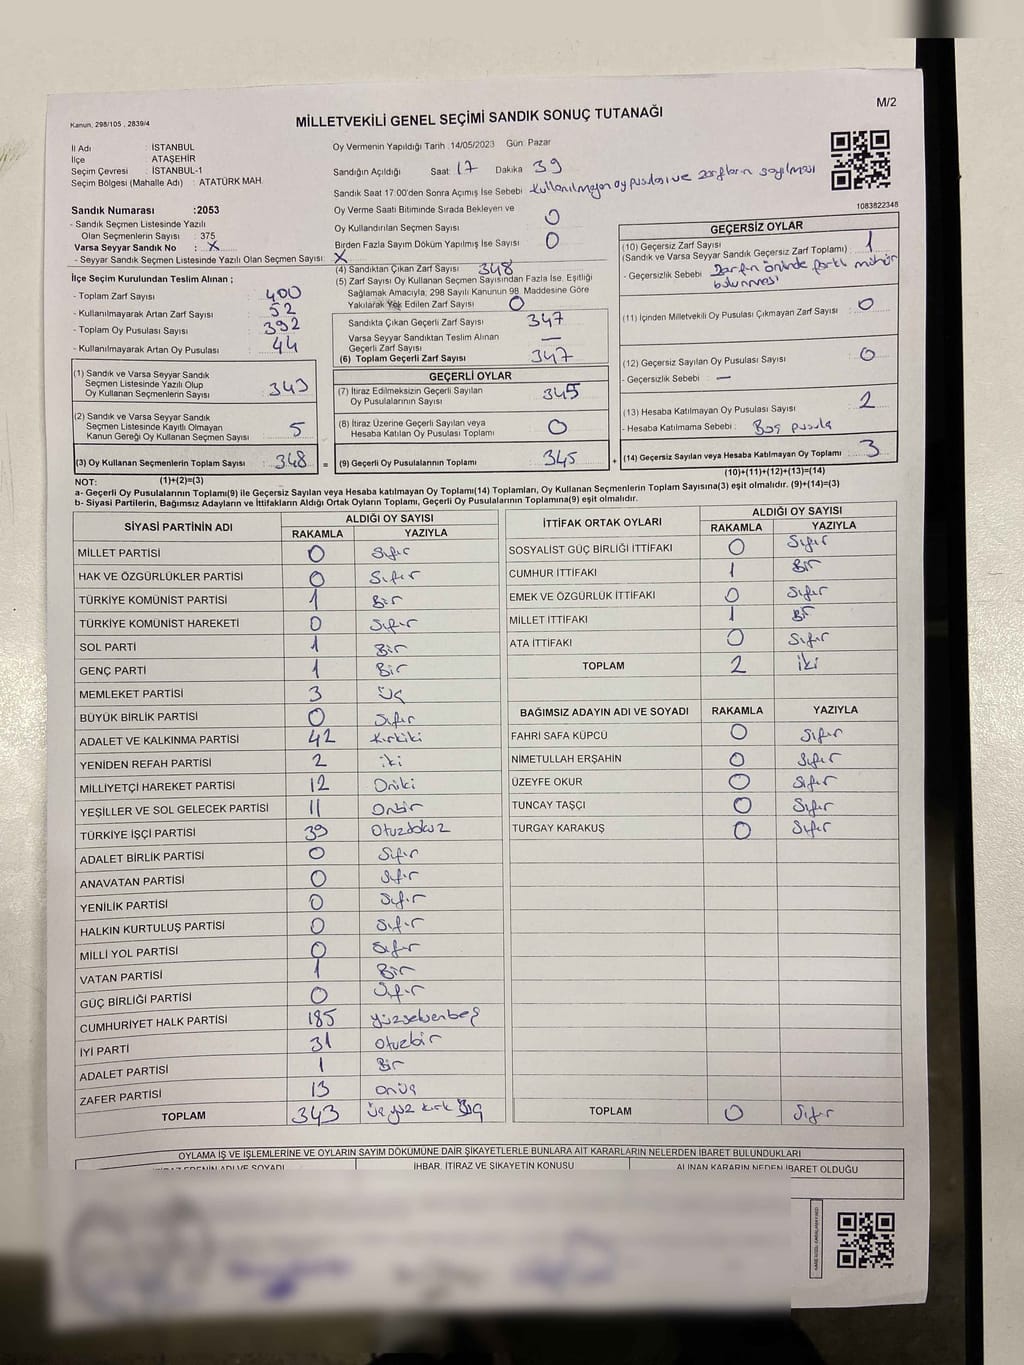 Kanun, 298/105 , 2839/4
MİLLETVEKİLİ GENEL SEÇİMİ SANDIK SONUÇ TUTANAĞI
M/2
İl Adı : İSTANBUL
İlçe : ATAŞEHİR
Seçim Çevresi : İSTANBUL-1
Seçim Bölgesi (Mahalle Adı) : ATATÜRK MAH.
Oy Vermenin Yapıldığı Tarih :14/05/2023 Gün: Pazar
Sandığın Açıldığı Saat: 17 Dakika: 39
Sandık Saat 17:00'den Sonra Açımış İse Sebebi : Kullanılmayan oy pusulası ve zarfların sayılması
1083822348
Sandık Numarası :2053
- Sandık Seçmen Listesinde Yazılı
Olan Seçmenlerin Sayısı : 375
Varsa Seyyar Sandık No : X
- Seyyar Sandık Seçmen Listesinde Yazılı Olan Seçmen Sayısı: X
Oy Verme Saati Bitiminde Sırada Bekleyen ve
Oy Kullandırılan Seçmen Sayısı 0
Birden Fazla Sayım Döküm Yapılmış İse Sayısı 0
(4) Sandıktan Çıkan Zarf Sayısı 348
(5) Zarf Sayısı Oy Kullanan Seçmen Sayısından Fazla İse, Eşitliği
Sağlamak Amacıyla, 298 Sayılı Kanunun 98. Maddesine Göre
Yakılarak Yok Edilen Zarf Sayısı 0
İlçe Seçim Kurulundan Teslim Alınan ;
- Toplam Zarf Sayısı : 400
- Kullanılmayarak Artan Zarf Sayısı : 52
- Toplam Oy Pusulası Sayısı : 392
- Kullanılmayarak Artan Oy Pusulası : 44
Sandıkta Çıkan Geçerli Zarf Sayısı 347
Varsa Seyyar Sandıktan Teslim Alınan
Geçerli Zarf Sayısı —
(6) Toplam Geçerli Zarf Sayısı 347
(1) Sandık ve Varsa Seyyar Sandık
Seçmen Listesinde Yazılı Olup
Oy Kullanan Seçmenlerin Sayısı 343
(2) Sandık ve Varsa Seyyar Sandık
Seçmen Listesinde Kayıtlı Olmayan
Kanun Gereği Oy Kullanan Seçmen Sayısı 5
(3) Oy Kullanan Seçmenlerin Toplam Sayısı 348 =
GEÇERLİ OYLAR
(7) İtiraz Edilmeksizin Geçerli Sayılan
Oy Pusulalarının Sayısı 345
(8) İtiraz Üzerine Geçerli Sayılan veya
Hesaba Katılan Oy Pusulası Toplamı 0
(9) Geçerli Oy Pusulalarının Toplamı 345 +
GEÇERSİZ OYLAR
(10) Geçersiz Zarf Sayısı 1
(Sandık ve Varsa Seyyar Sandık Geçersiz Zarf Toplamı)
- Geçersizlik Sebebi : Zarfın önünde farklı mühür
bulunması
(11) İçinden Milletvekili Oy Pusulası Çıkmayan Zarf Sayısı : 0
(12) Geçersiz Sayılan Oy Pusulası Sayısı : 0
- Geçersizlik Sebebi : —
(13) Hesaba Katılmayan Oy Pusulası Sayısı : 2
- Hesaba Katılmama Sebebi : Boş pusula
(14) Geçersiz Sayılan veya Hesaba Katılmayan Oy Toplamı 3
NOT: (1)+(2)=(3)
(10)+(11)+(12)+(13)=(14)
a- Geçerli Oy Pusulalarının Toplamı(9) ile Geçersiz Sayılan veya Hesaba katılmayan Oy Toplamı(14) Toplamları, Oy Kullanan Seçmenlerin Toplam Sayısına(3) eşit olmalıdır. (9)+(14)=(3)
b- Siyasi Partilerin, Bağımsız Adayların ve İttifakların Aldığı Ortak Oyların Toplamı, Geçerli Oy Pusulalarının Toplamına(9) eşit olmalıdır.
SİYASİ PARTİNİN ADI ALDIĞI OY SAYISI
RAKAMLA YAZIYLA
MİLLET PARTİSİ 0 Sıfır
HAK VE ÖZGÜRLÜKLER PARTİSİ 0 Sıfır
TÜRKİYE KOMÜNİST PARTİSİ 1 Bir
TÜRKİYE KOMÜNİST HAREKETİ 0 Sıfır
SOL PARTİ 1 Bir
GENÇ PARTİ 1 Bir
MEMLEKET PARTİSİ 3 Üç
BÜYÜK BİRLİK PARTİSİ 0 Sıfır
ADALET VE KALKINMA PARTİSİ 42 Kırkiki
YENİDEN REFAH PARTİSİ 2 iki
MİLLİYETÇİ HAREKET PARTİSİ 12 Oniki
YEŞİLLER VE SOL GELECEK PARTİSİ 11 Onbir
TÜRKİYE İŞÇİ PARTİSİ 39 Otuzdokuz
ADALET BİRLİK PARTİSİ 0 Sıfır
ANAVATAN PARTİSİ 0 Sıfır
YENİLİK PARTİSİ 0 Sıfır
HALKIN KURTULUŞ PARTİSİ 0 Sıfır
MİLLİ YOL PARTİSİ 0 Sıfır
VATAN PARTİSİ 1 Bir
GÜÇ BİRLİĞİ PARTİSİ 0 Sıfır
CUMHURİYET HALK PARTİSİ 185 yüzseksenbeş
İYİ PARTİ 31 Otuzbir
ADALET PARTİSİ 1 Bir
ZAFER PARTİSİ 13 onüç
TOPLAM 343 Üçyüz kırk üç
İTTİFAK ORTAK OYLARI ALDIĞI OY SAYISI
RAKAMLA YAZIYLA
SOSYALİST GÜÇ BİRLİĞİ İTTİFAKI 0 Sıfır
CUMHUR İTTİFAKI 1 Bir
EMEK VE ÖZGÜRLÜK İTTİFAKI 0 Sıfır
MİLLET İTTİFAKI 1 Bir
ATA İTTİFAKI 0 Sıfır
TOPLAM 2 iki
BAĞIMSIZ ADAYIN ADI VE SOYADI RAKAMLA YAZIYLA
FAHRİ SAFA KÜPCÜ 0 Sıfır
NİMETULLAH ERŞAHİN 0 Sıfır
ÜZEYFE OKUR 0 Sıfır
TUNCAY TAŞÇI 0 Sıfır
TURGAY KARAKUŞ 0 Sıfır
TOPLAM 0 Sıfır
OYLAMA İŞ VE İŞLEMLERİNE VE OYLARIN SAYIM DÖKÜMÜNE DAİR ŞİKAYETLERLE BUNLARA AİT KARARLARIN NELERDEN İBARET BULUNDUKLARI
İTİRAZ EDENİN ADI VE SOYADI İHBAR, İTİRAZ VE ŞİKAYETİN KONUSU ALINAN KARARIN NEDEN İBARET OLDUĞU